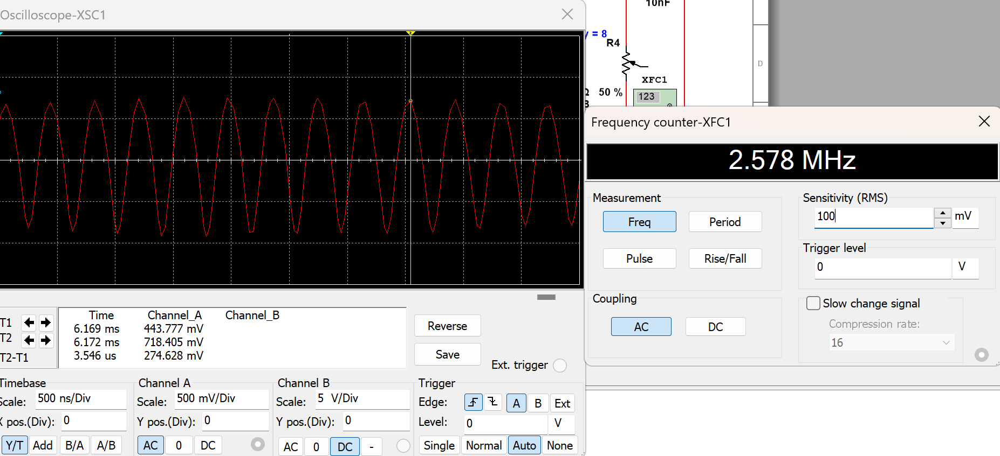 Oscilloscope-XSC1
10nF
y = 8
R4
D
XFC1
50 %
123
Frequency counter-XFC1
2.578 MHz
Measurement
Sensitivity (RMS)
Freq
Period
100
mV
Pulse
Rise/Fall
Trigger level
0
V
Coupling
Slow change signal
AC
DC
Compression rate:
16
Time Channel_A Channel_B
T1
6.169 ms 443.777 mV
T2
6.172 ms 718.405 mV
T2-T1
3.546 us 274.628 mV
Reverse
Save
Ext. trigger
Timebase
Scale: 500 ns/Div
X pos.(Div): 0
Y/T Add B/A A/B
Channel A
Scale: 500 mV/Div
Y pos.(Div): 0
AC 0 DC
Channel B
Scale: 5 V/Div
Y pos.(Div): 0
AC 0 DC -
Trigger
Edge: A B Ext
Level: 0 V
Single Normal Auto None